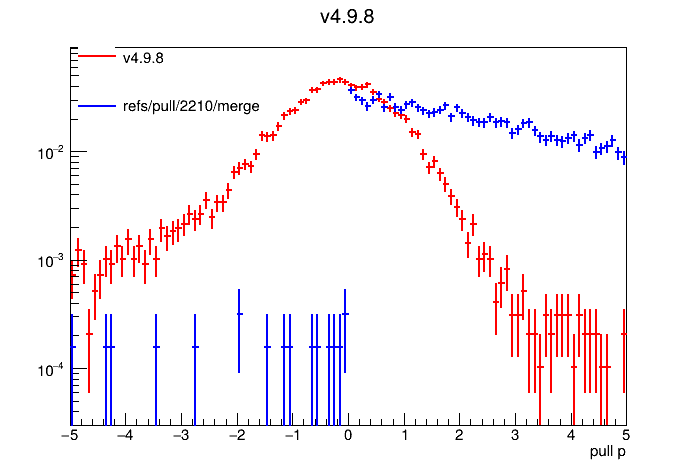 v4.9.8
v4.9.8
refs/pull/2210/merge
10⁻²
10⁻³
10⁻⁴
−5 −4 −3 −2 −1 0 1 2 3 4 5
pull p